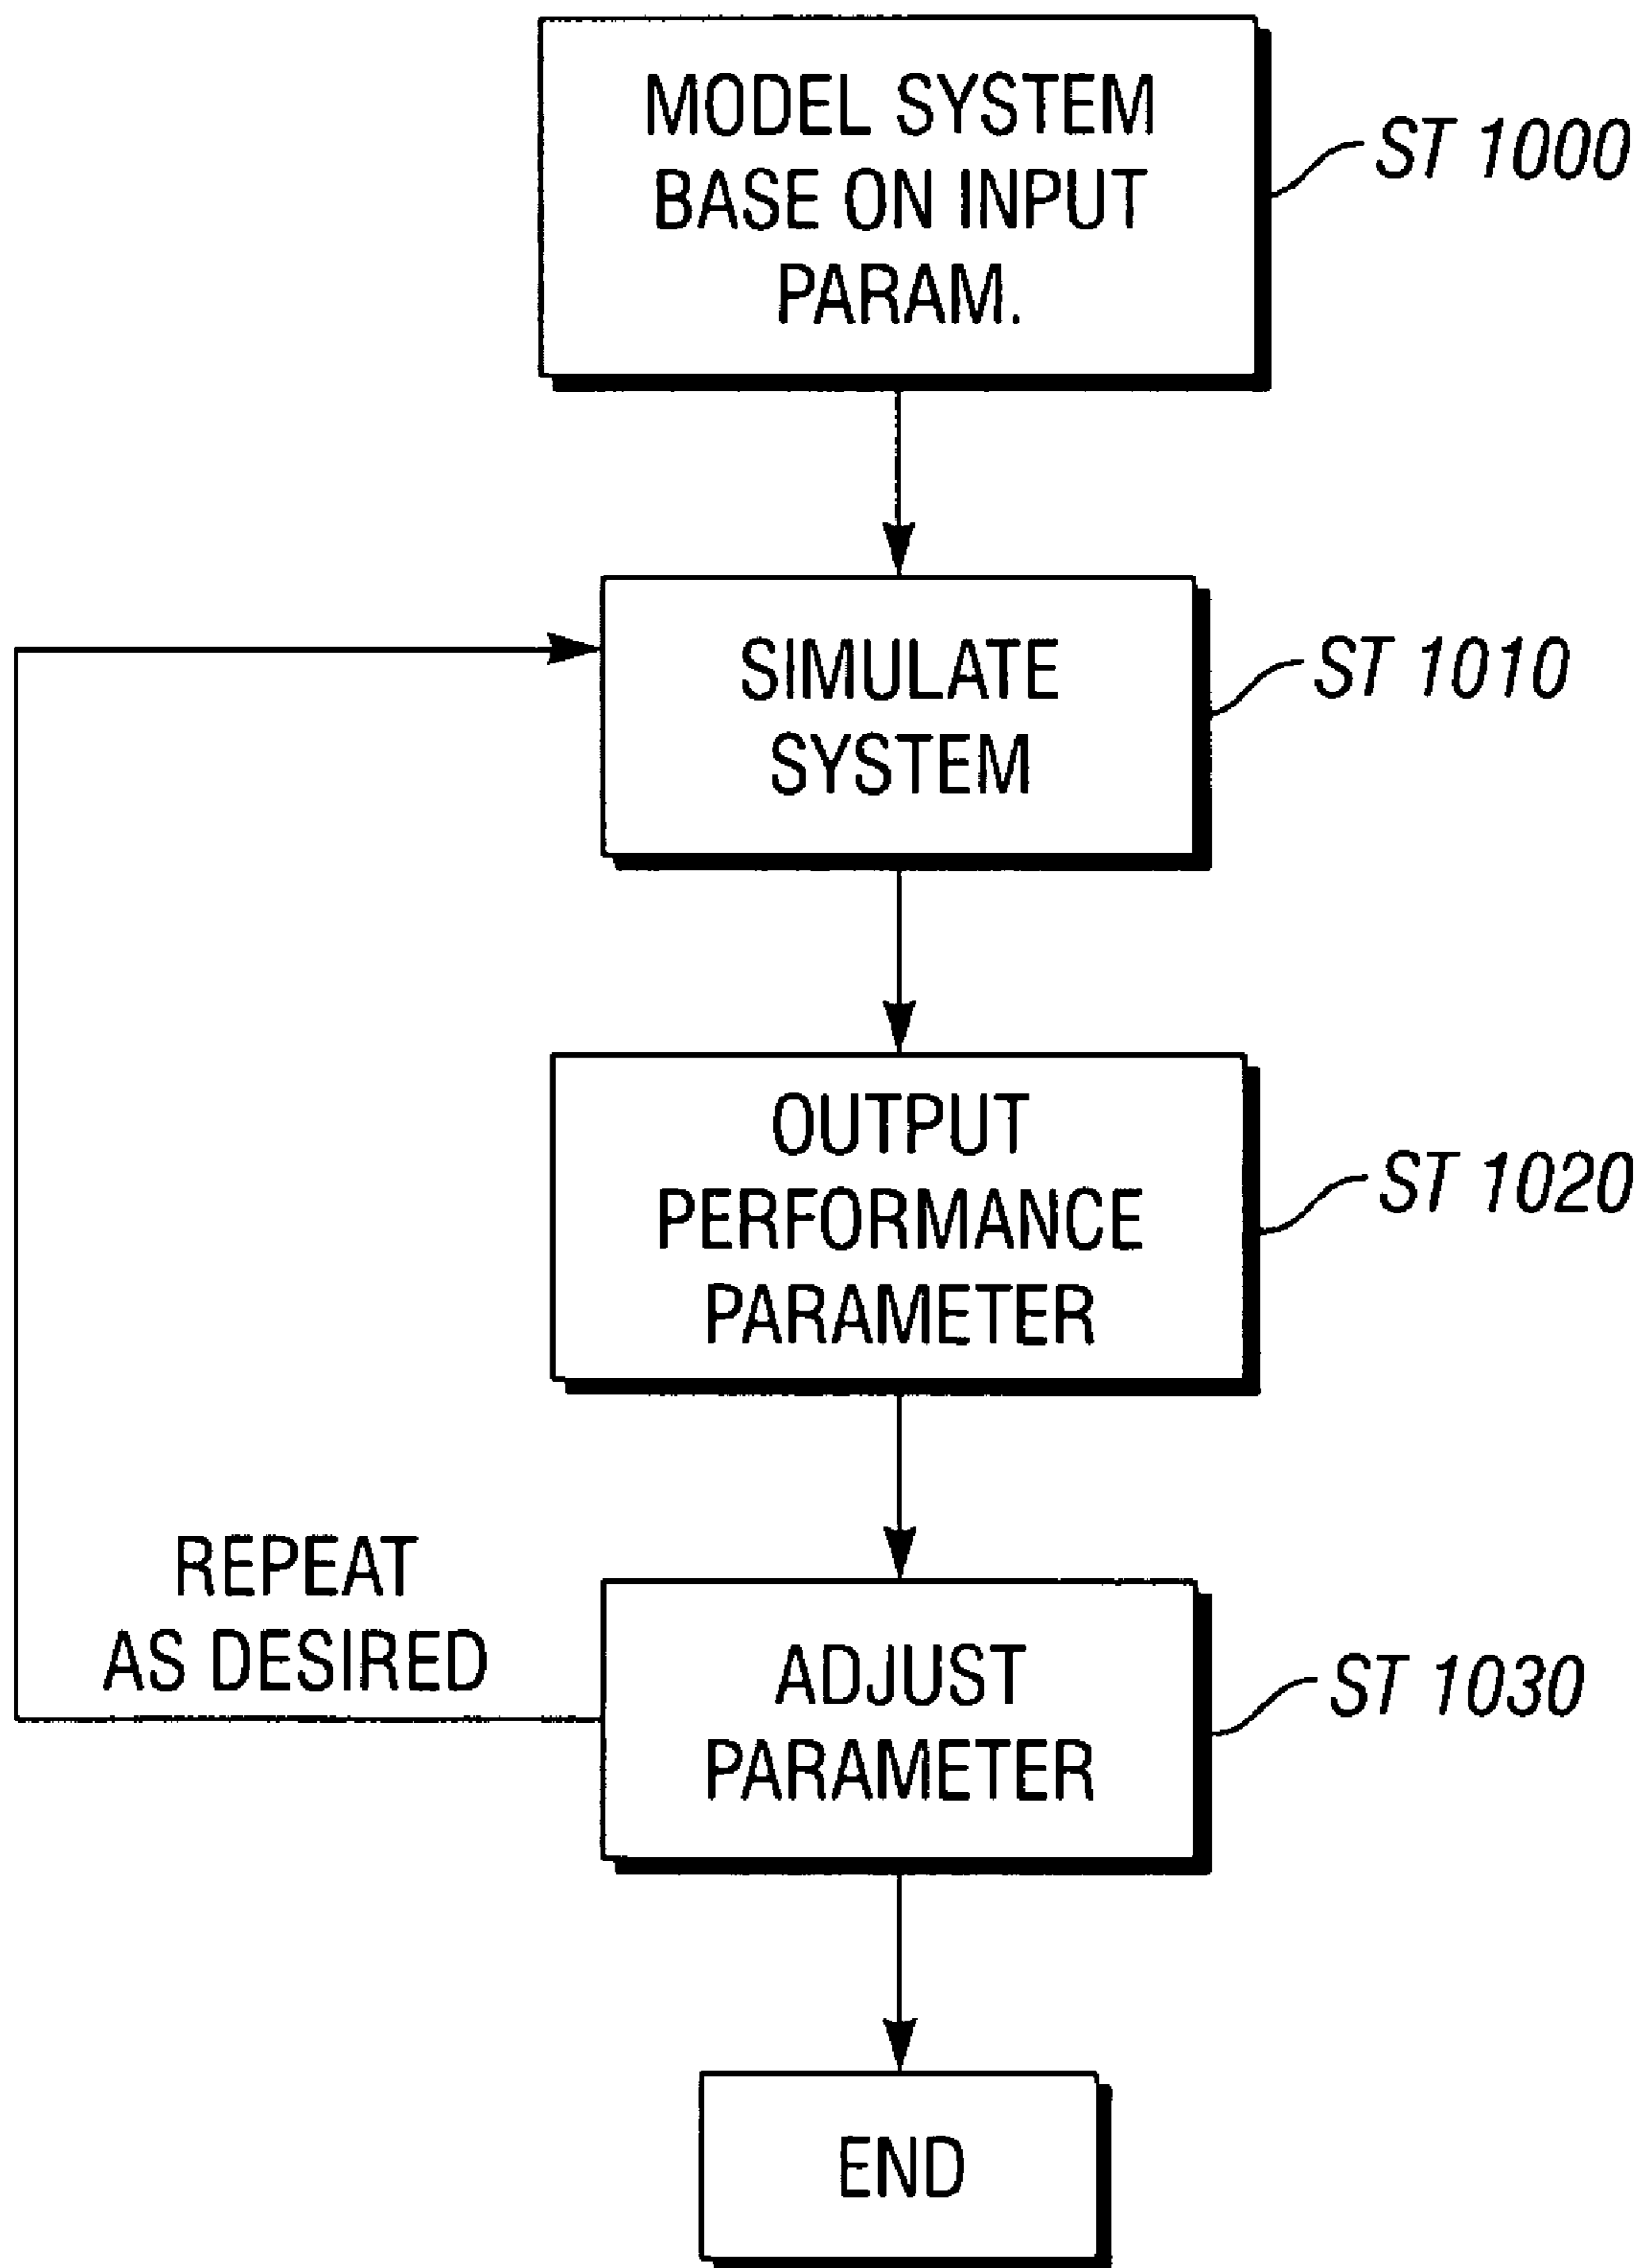 MODEL SYSTEM
BASE ON INPUT
PARAM.
ST 1000
SIMULATE
SYSTEM
ST 1010
OUTPUT
PERFORMANCE
PARAMETER
ST 1020
REPEAT
AS DESIRED
ADJUST
PARAMETER
ST 1030
END